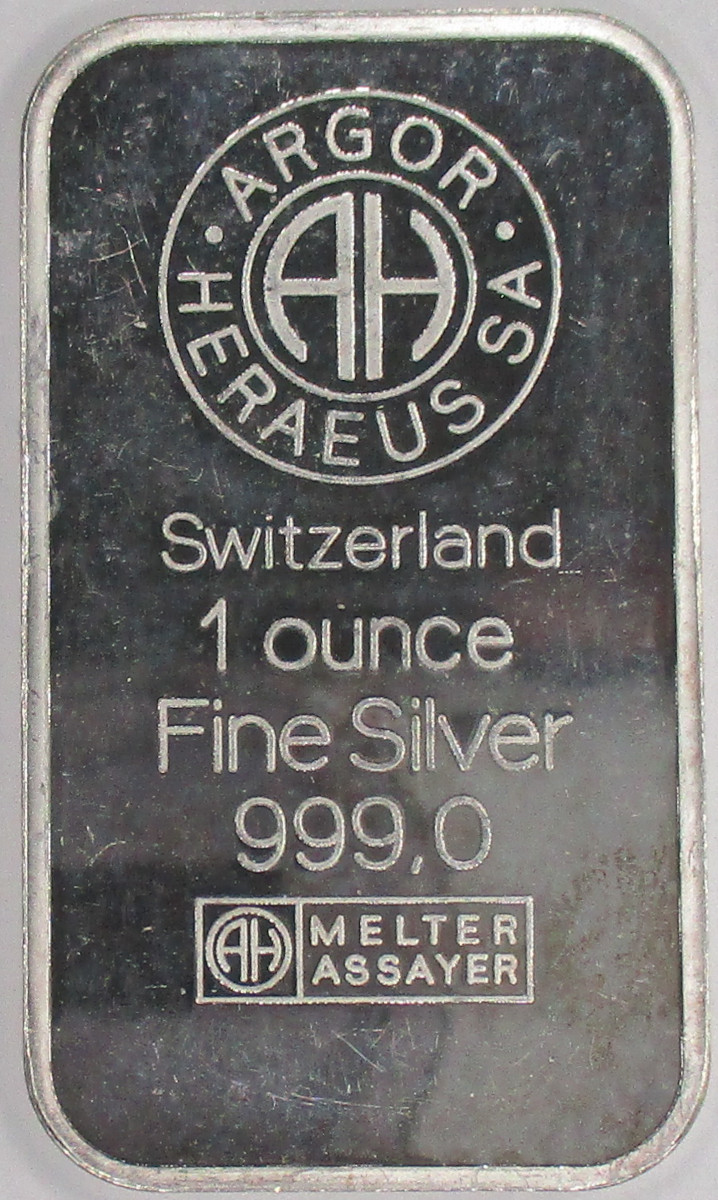 · ARGOR ·
HERAEUS SA
AH
Switzerland
1 ounce
Fine Silver
999,0
AH
MELTER
ASSAYER